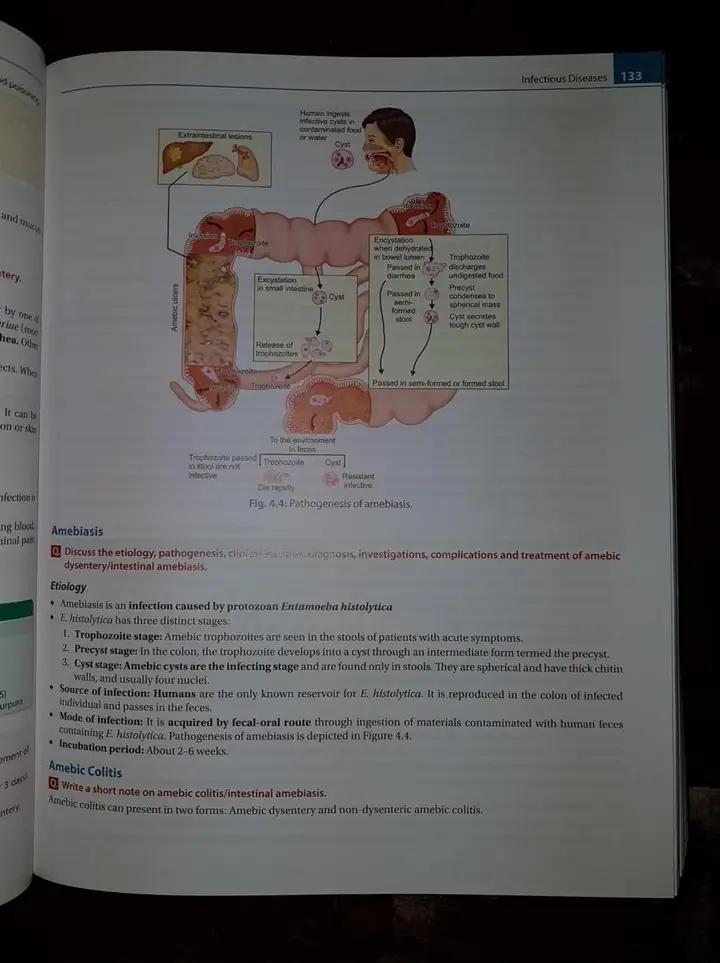 Infectious Diseases 133
Human ingests
infective cysts in
contaminated food
or water
Cyst
Extraintestinal lesions
Invasion
Trophozoite
Trophozoite
Amebic ulcers
Excystation
in small intestine
Cyst
Release of
trophozoites
Encystation
when dehydrated
in bowel lumen
Passed in
diarrhea
Trophozoite
discharges
undigested food
Passed in
semi-
formed
stool
Precyst
condenses to
spherical mass
Cyst secretes
tough cyst wall
Passed in semi-formed or formed stool
Trophozoite
To the environment
in feces
Trophozoite passed
in stool are not
infective
Trophozoite Cyst
Die rapidly
Resistant
infective
Fig. 4.4: Pathogenesis of amebiasis.
Amebiasis
Q. Discuss the etiology, pathogenesis, clinical features, diagnosis, investigations, complications and treatment of amebic
dysentery/intestinal amebiasis.
Etiology
• Amebiasis is an infection caused by protozoan Entamoeba histolytica
• E. histolytica has three distinct stages:
1. Trophozoite stage: Amebic trophozoites are seen in the stools of patients with acute symptoms.
2. Precyst stage: In the colon, the trophozoite develops into a cyst through an intermediate form termed the precyst.
3. Cyst stage: Amebic cysts are the infecting stage and are found only in stools. They are spherical and have thick chitin
walls, and usually four nuclei.
• Source of infection: Humans are the only known reservoir for E. histolytica. It is reproduced in the colon of infected
individual and passes in the feces.
• Mode of infection: It is acquired by fecal-oral route through ingestion of materials contaminated with human feces
containing E. histolytica. Pathogenesis of amebiasis is depicted in Figure 4.4.
• Incubation period: About 2–6 weeks.
Amebic Colitis
Q. Write a short note on amebic colitis/intestinal amebiasis.
Amebic colitis can present in two forms: Amebic dysentery and non-dysenteric amebic colitis.